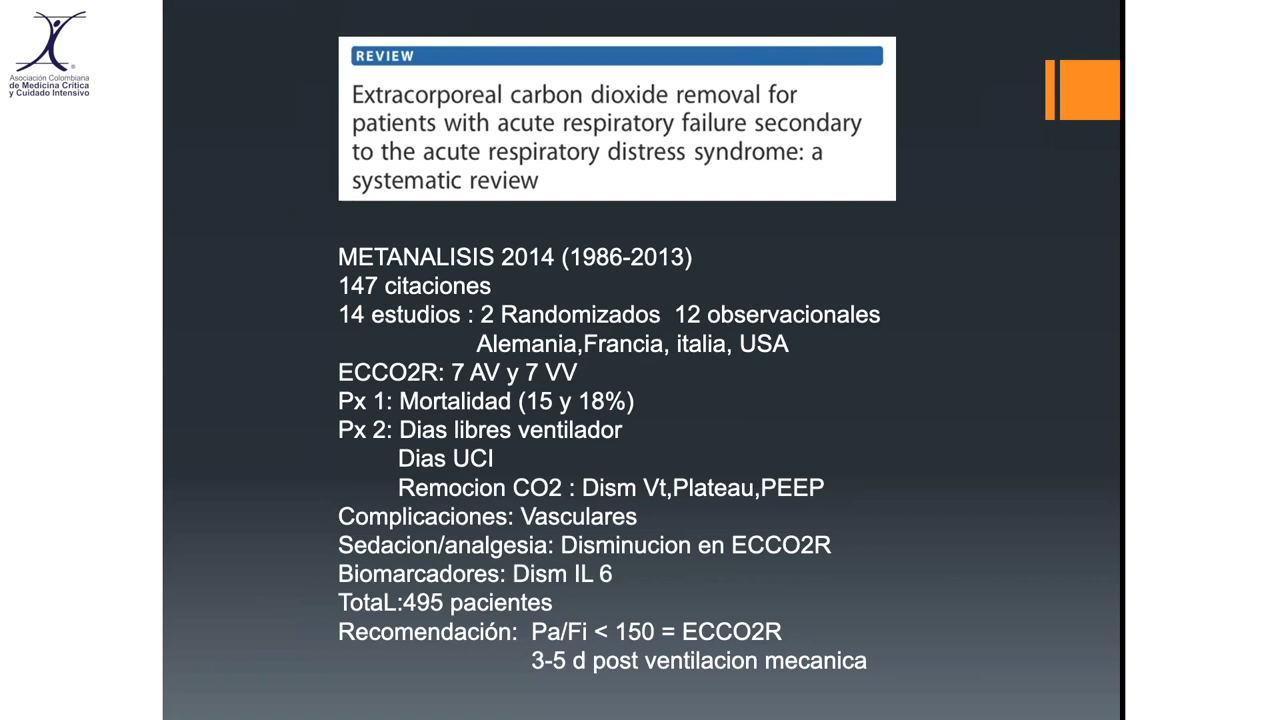 Asociación Colombiana
de Medicina Crítica
y Cuidado Intensivo
REVIEW
Extracorporeal carbon dioxide removal for
patients with acute respiratory failure secondary
to the acute respiratory distress syndrome: a
systematic review
METANALISIS 2014 (1986-2013)
147 citaciones
14 estudios : 2 Randomizados 12 observacionales
Alemania,Francia, italia, USA
ECCO2R: 7 AV y 7 VV
Px 1: Mortalidad (15 y 18%)
Px 2: Dias libres ventilador
Dias UCI
Remocion CO2 : Dism Vt,Plateau,PEEP
Complicaciones: Vasculares
Sedacion/analgesia: Disminucion en ECCO2R
Biomarcadores: Dism IL 6
TotaL:495 pacientes
Recomendación: Pa/Fi < 150 = ECCO2R
3-5 d post ventilacion mecanica